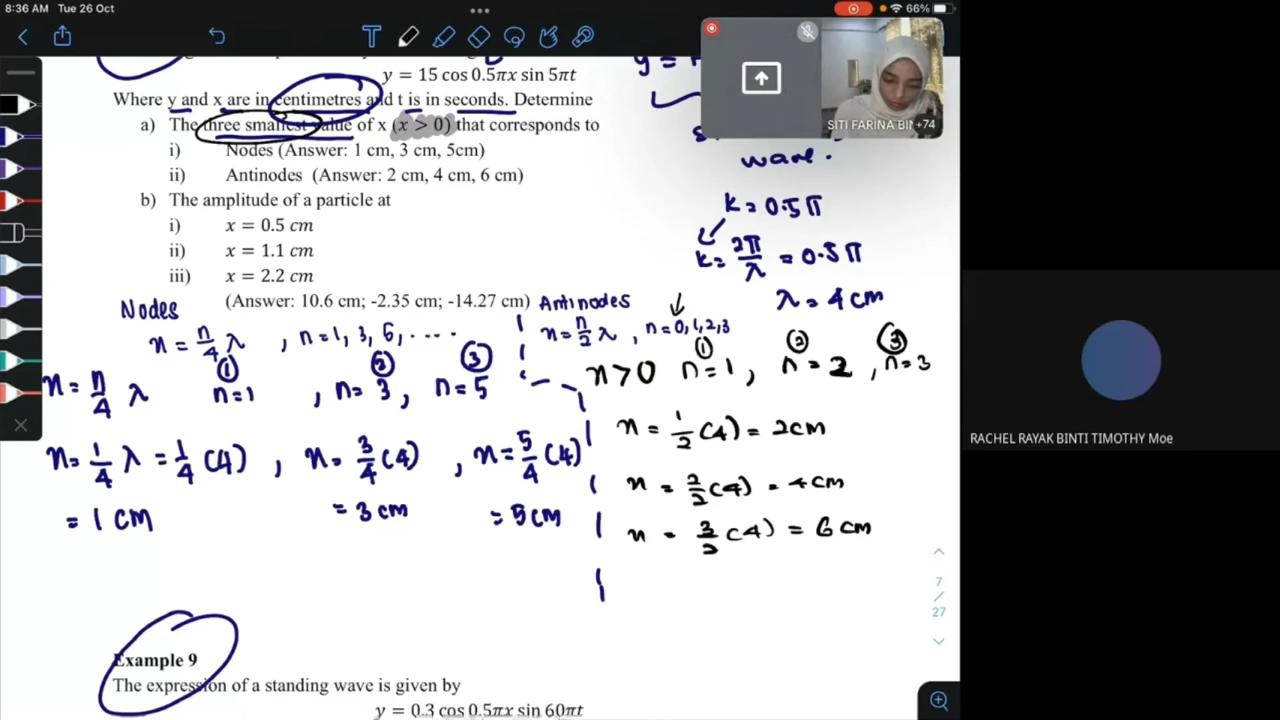 8:36 AM Tue 26 Oct
66%
y = 15 cos 0.5πx sin 5πt
Where y and x are in centimetres and t is in seconds. Determine
a) The three smallest value of x (x > 0) that corresponds to
i) Nodes (Answer: 1 cm, 3 cm, 5cm)
ii) Antinodes (Answer: 2 cm, 4 cm, 6 cm)
b) The amplitude of a particle at
i) x = 0.5 cm
ii) x = 1.1 cm
iii) x = 2.2 cm
(Answer: 10.6 cm; -2.35 cm; -14.27 cm)
y =
wave.
SITI FARINA BIN +74
k = 0.5π
k = 2π/λ = 0.5π
λ = 4 cm
Nodes
x = n/4 λ , n = 1, 3, 5, ....
x = n/4 λ
① n=1 , ② n= 3 , ③ n= 5
x = 1/4 λ = 1/4 (4) , x = 3/4 (4) , x = 5/4 (4)
= 1 cm = 3 cm = 5 cm
Antinodes
x = n/2 λ , n = 0, 1, 2, 3
x > 0 ① n = 1 , ② n = 2 , ③ n = 3
x = 1/2 (4) = 2cm
x = 2/2 (4) = 4cm
x = 3/2 (4) = 6 cm
7
/
27
Example 9
The expression of a standing wave is given by
y = 0.3 cos 0.5πx sin 60πt
RACHEL RAYAK BINTI TIMOTHY Moe